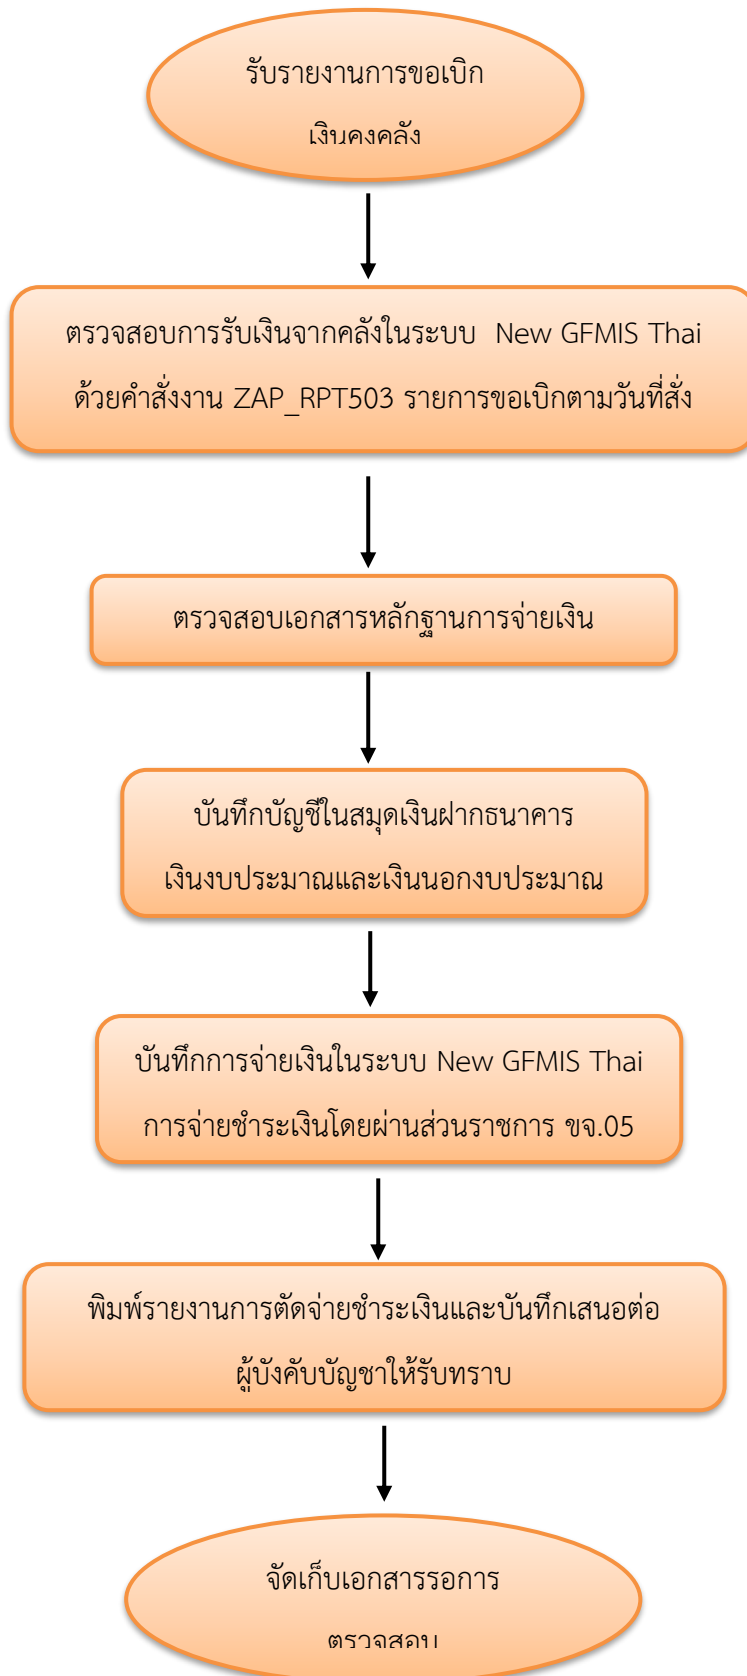 รับรายงานการขอเบิก
เงินคงคลัง
ตรวจสอบการรับเงินจากคลังในระบบ New GFMIS Thai
ด้วยคำสั่งงาน ZAP_RPT503 รายการขอเบิกตามวันที่สั่ง
ตรวจสอบเอกสารหลักฐานการจ่ายเงิน
บันทึกบัญชีในสมุดเงินฝากธนาคาร
เงินงบประมาณและเงินนอกงบประมาณ
บันทึกการจ่ายเงินในระบบ New GFMIS Thai
การจ่ายชำระเงินโดยผ่านส่วนราชการ ขจ.05
พิมพ์รายงานการตัดจ่ายชำระเงินและบันทึกเสนอต่อ
ผู้บังคับบัญชาให้รับทราบ
จัดเก็บเอกสารรอการ
ตรวจสอบ